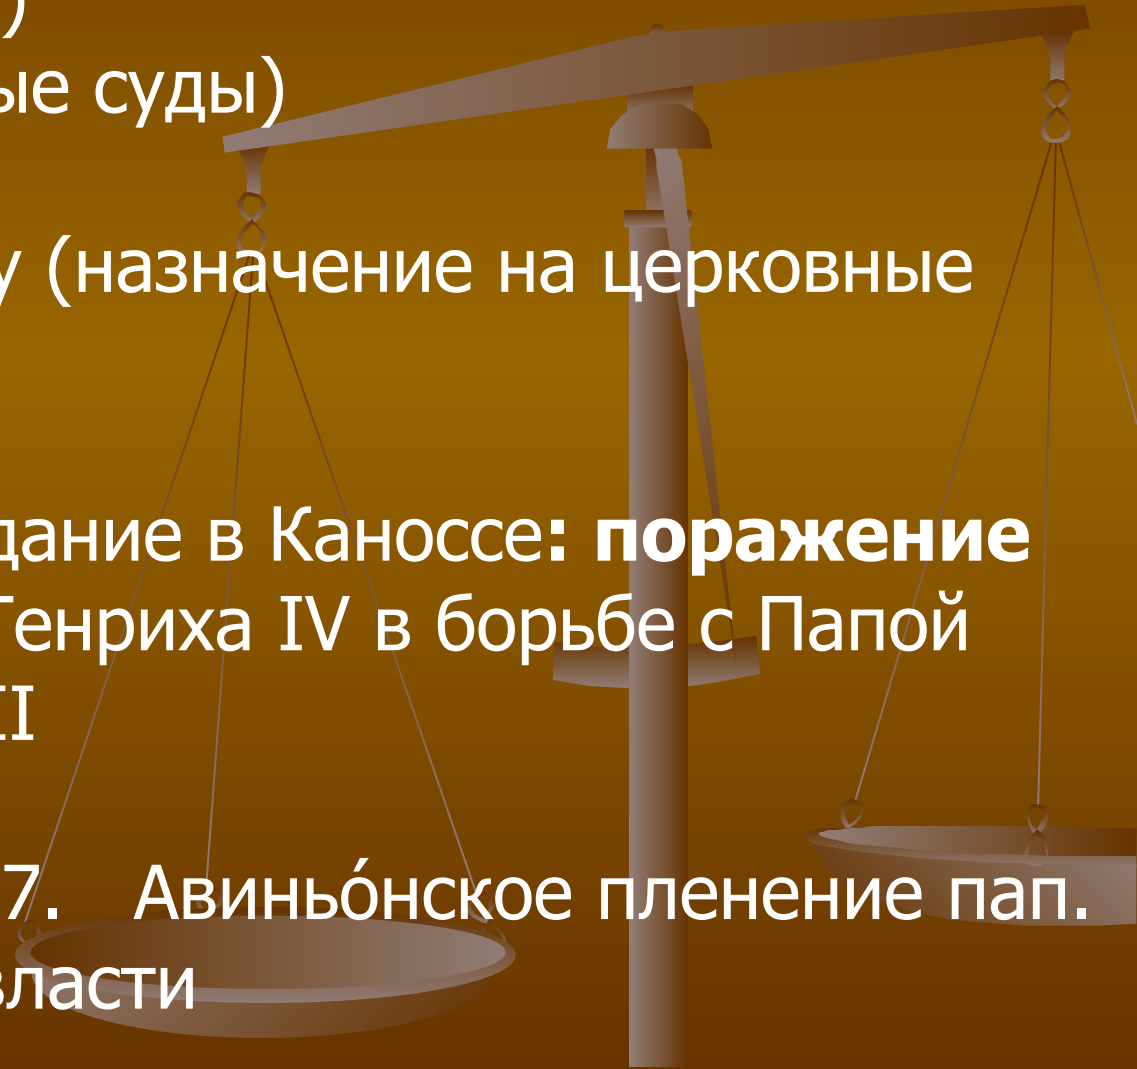 )
ые суды)
у (назначение на церковные
дание в Каноссе: поражение
Генриха IV в борьбе с Папой
II
7. Авиньо́нское пленение пап.
власти